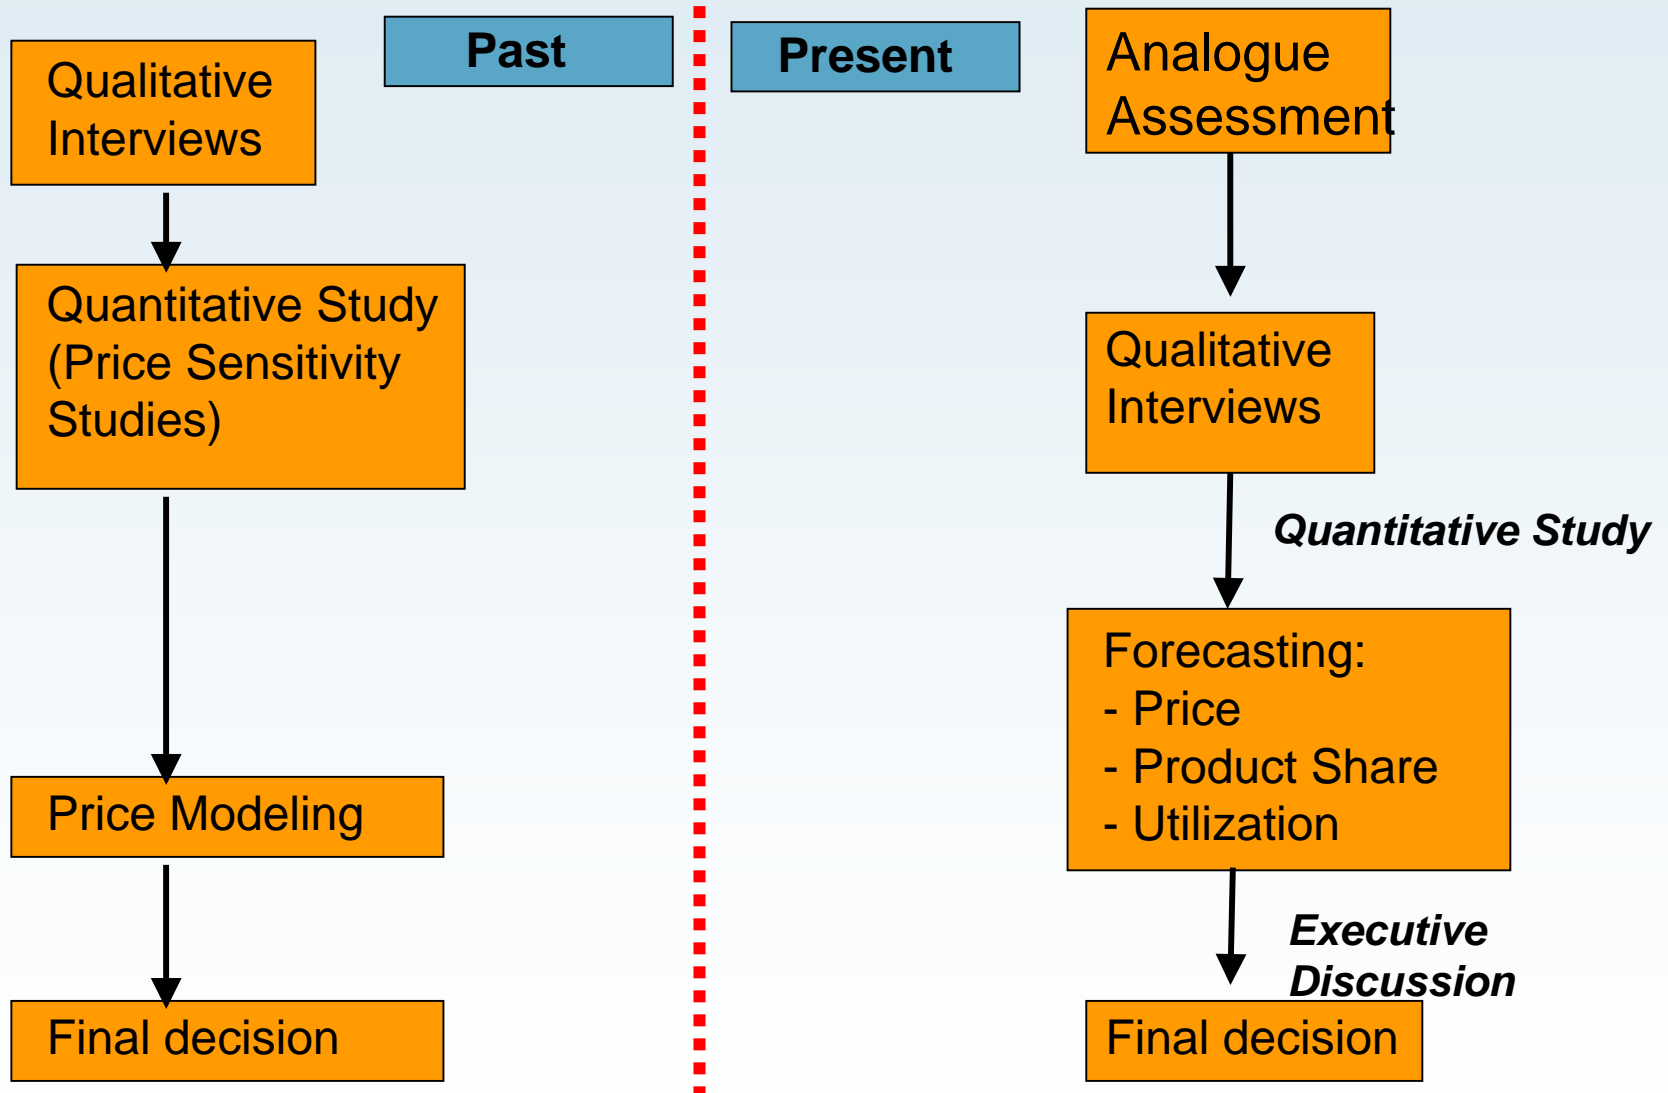 Past
Qualitative
Interviews
Quantitative Study
(Price Sensitivity
Studies)
Price Modeling
Final decision
Present
Analogue
Assessment
Qualitative
Interviews
Quantitative Study
Forecasting:
- Price
- Product Share
- Utilization
Executive
Discussion
Final decision